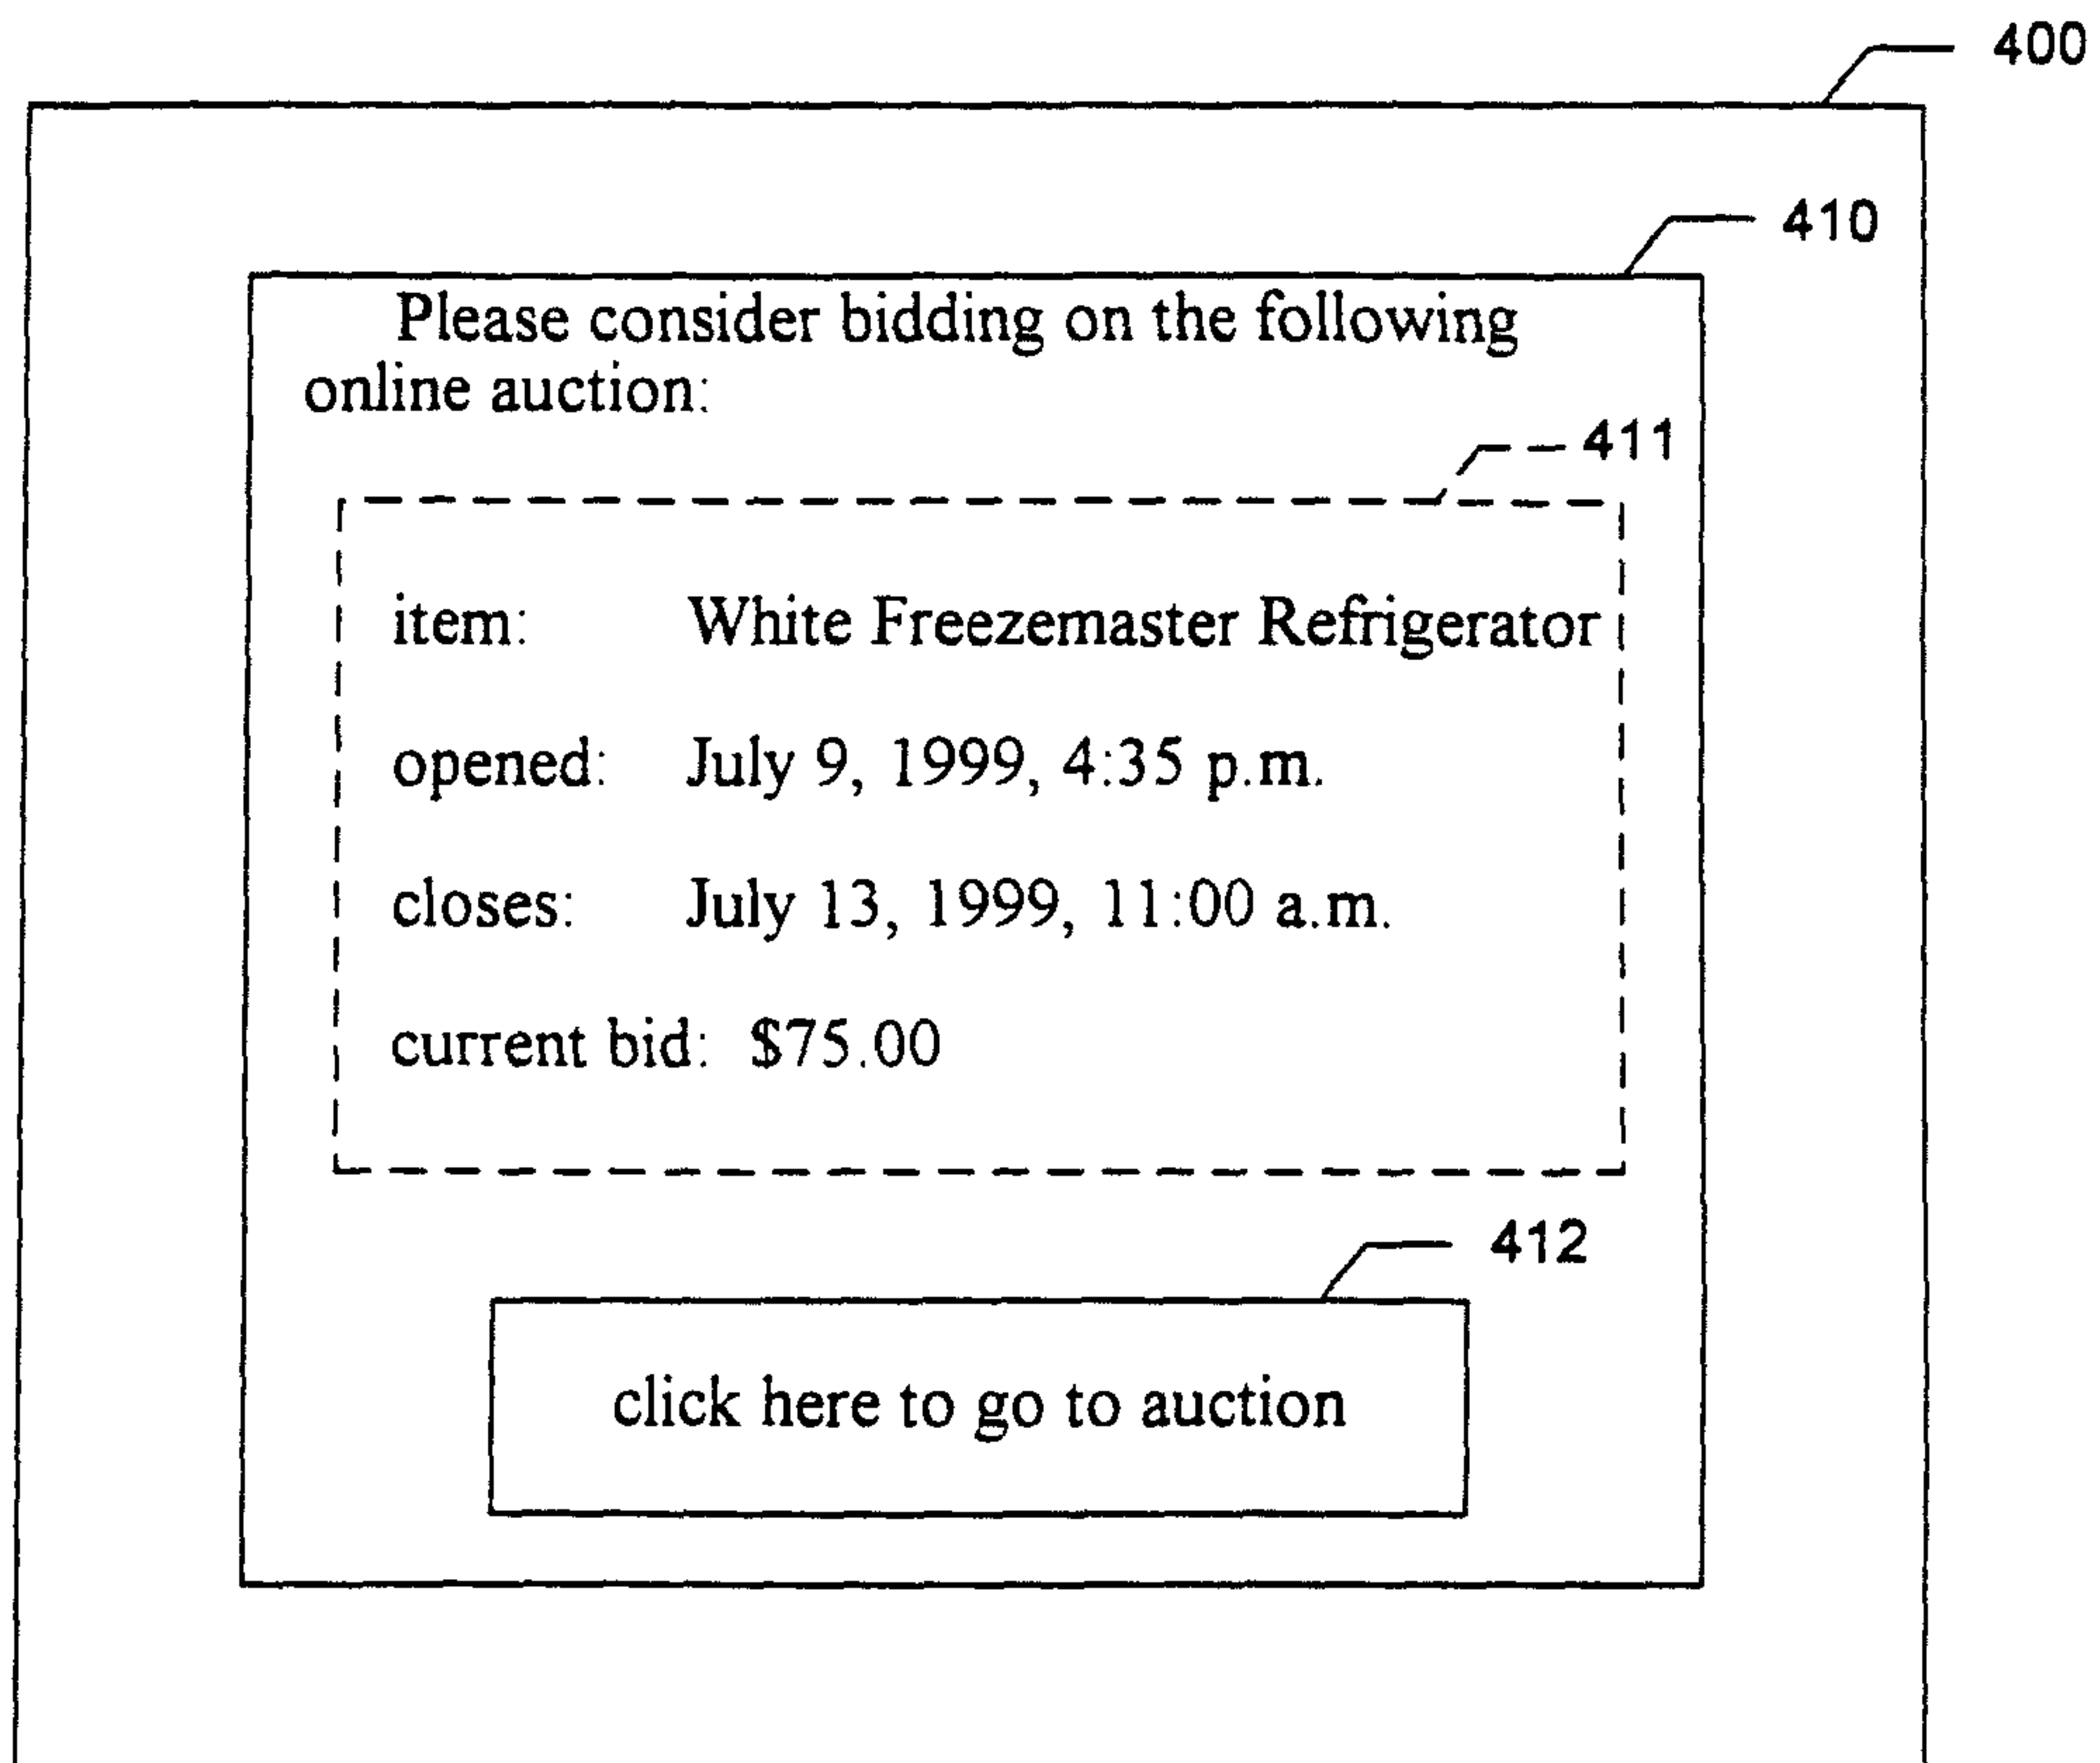 400
410
Please consider bidding on the following
online auction:
411
item: White Freezemaster Refrigerator
opened: July 9, 1999, 4:35 p.m.
closes: July 13, 1999, 11:00 a.m.
current bid: $75.00
412
click here to go to auction